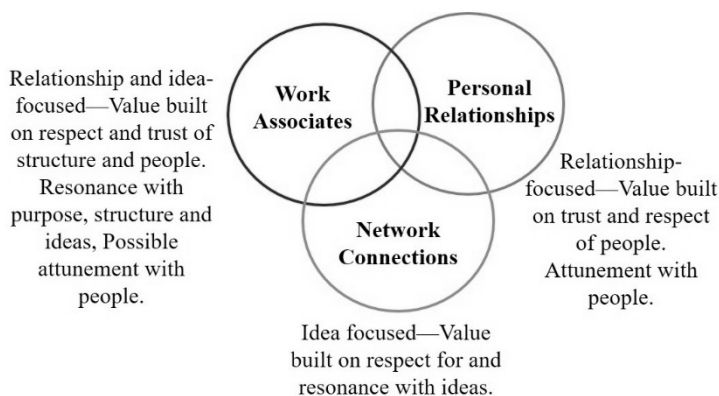 Relationship and idea-
focused—Value built
on respect and trust of
structure and people.
Resonance with
purpose, structure and
ideas, Possible
attunement with
people.
Work
Associates
Personal
Relationships
Network
Connections
Relationship-
focused—Value built
on trust and respect
of people.
Attunement with
people.
Idea focused—Value
built on respect for and
resonance with ideas.